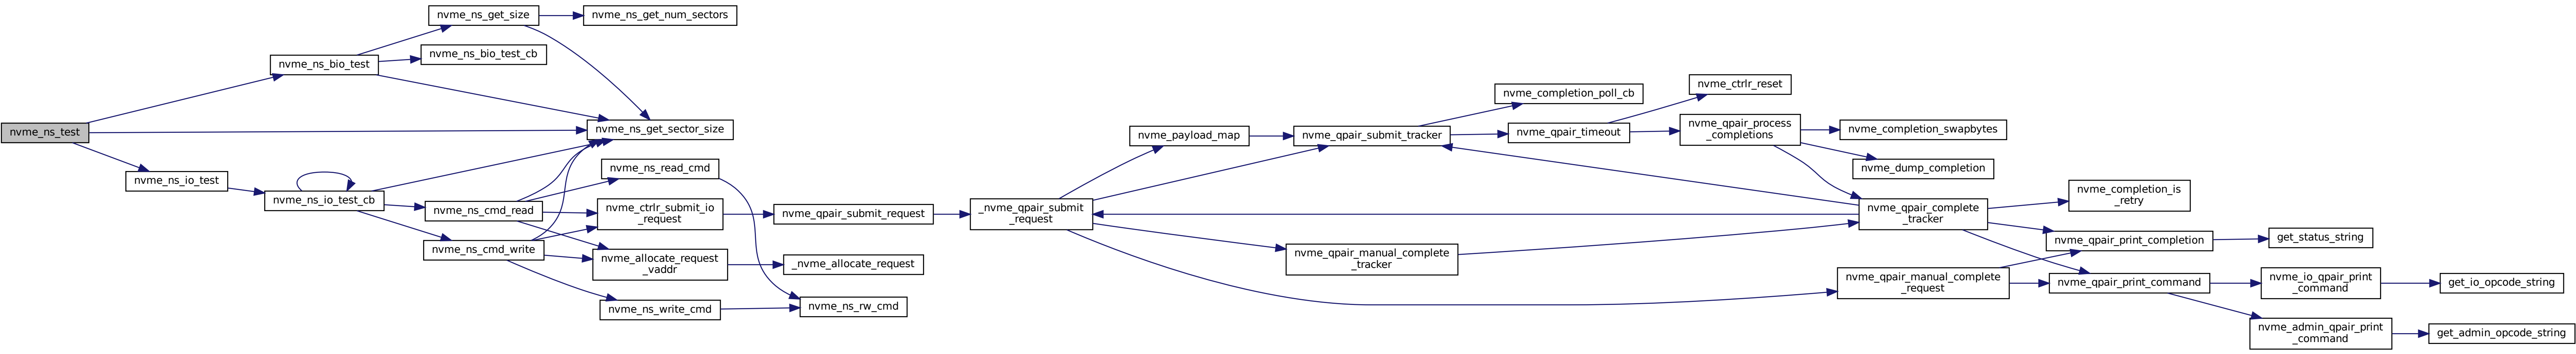 nvme_ns_test
nvme_ns_bio_test
nvme_ns_io_test
nvme_ns_get_size
nvme_ns_bio_test_cb
nvme_ns_io_test_cb
nvme_ns_cmd_read
nvme_ns_cmd_write
nvme_ns_get_num_sectors
nvme_ns_get_sector_size
nvme_ns_read_cmd
nvme_ctrlr_submit_io
_request
nvme_allocate_request
_vaddr
nvme_ns_write_cmd
nvme_qpair_submit_request
_nvme_allocate_request
nvme_ns_rw_cmd
_nvme_qpair_submit
_request
nvme_payload_map
nvme_qpair_submit_tracker
nvme_qpair_manual_complete
_tracker
nvme_completion_poll_cb
nvme_qpair_timeout
nvme_ctrlr_reset
nvme_qpair_process
_completions
nvme_completion_swapbytes
nvme_dump_completion
nvme_qpair_complete
_tracker
nvme_qpair_manual_complete
_request
nvme_completion_is
_retry
nvme_qpair_print_completion
nvme_qpair_print_command
get_status_string
nvme_io_qpair_print
_command
nvme_admin_qpair_print
_command
get_io_opcode_string
get_admin_opcode_string